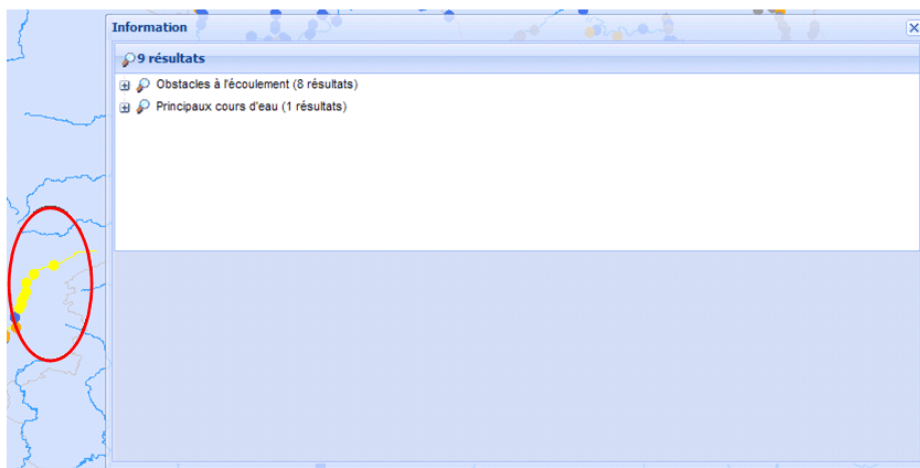 Information
9 résultats
Obstacles à l'écoulement (8 résultats)
Principaux cours d'eau (1 résultats)